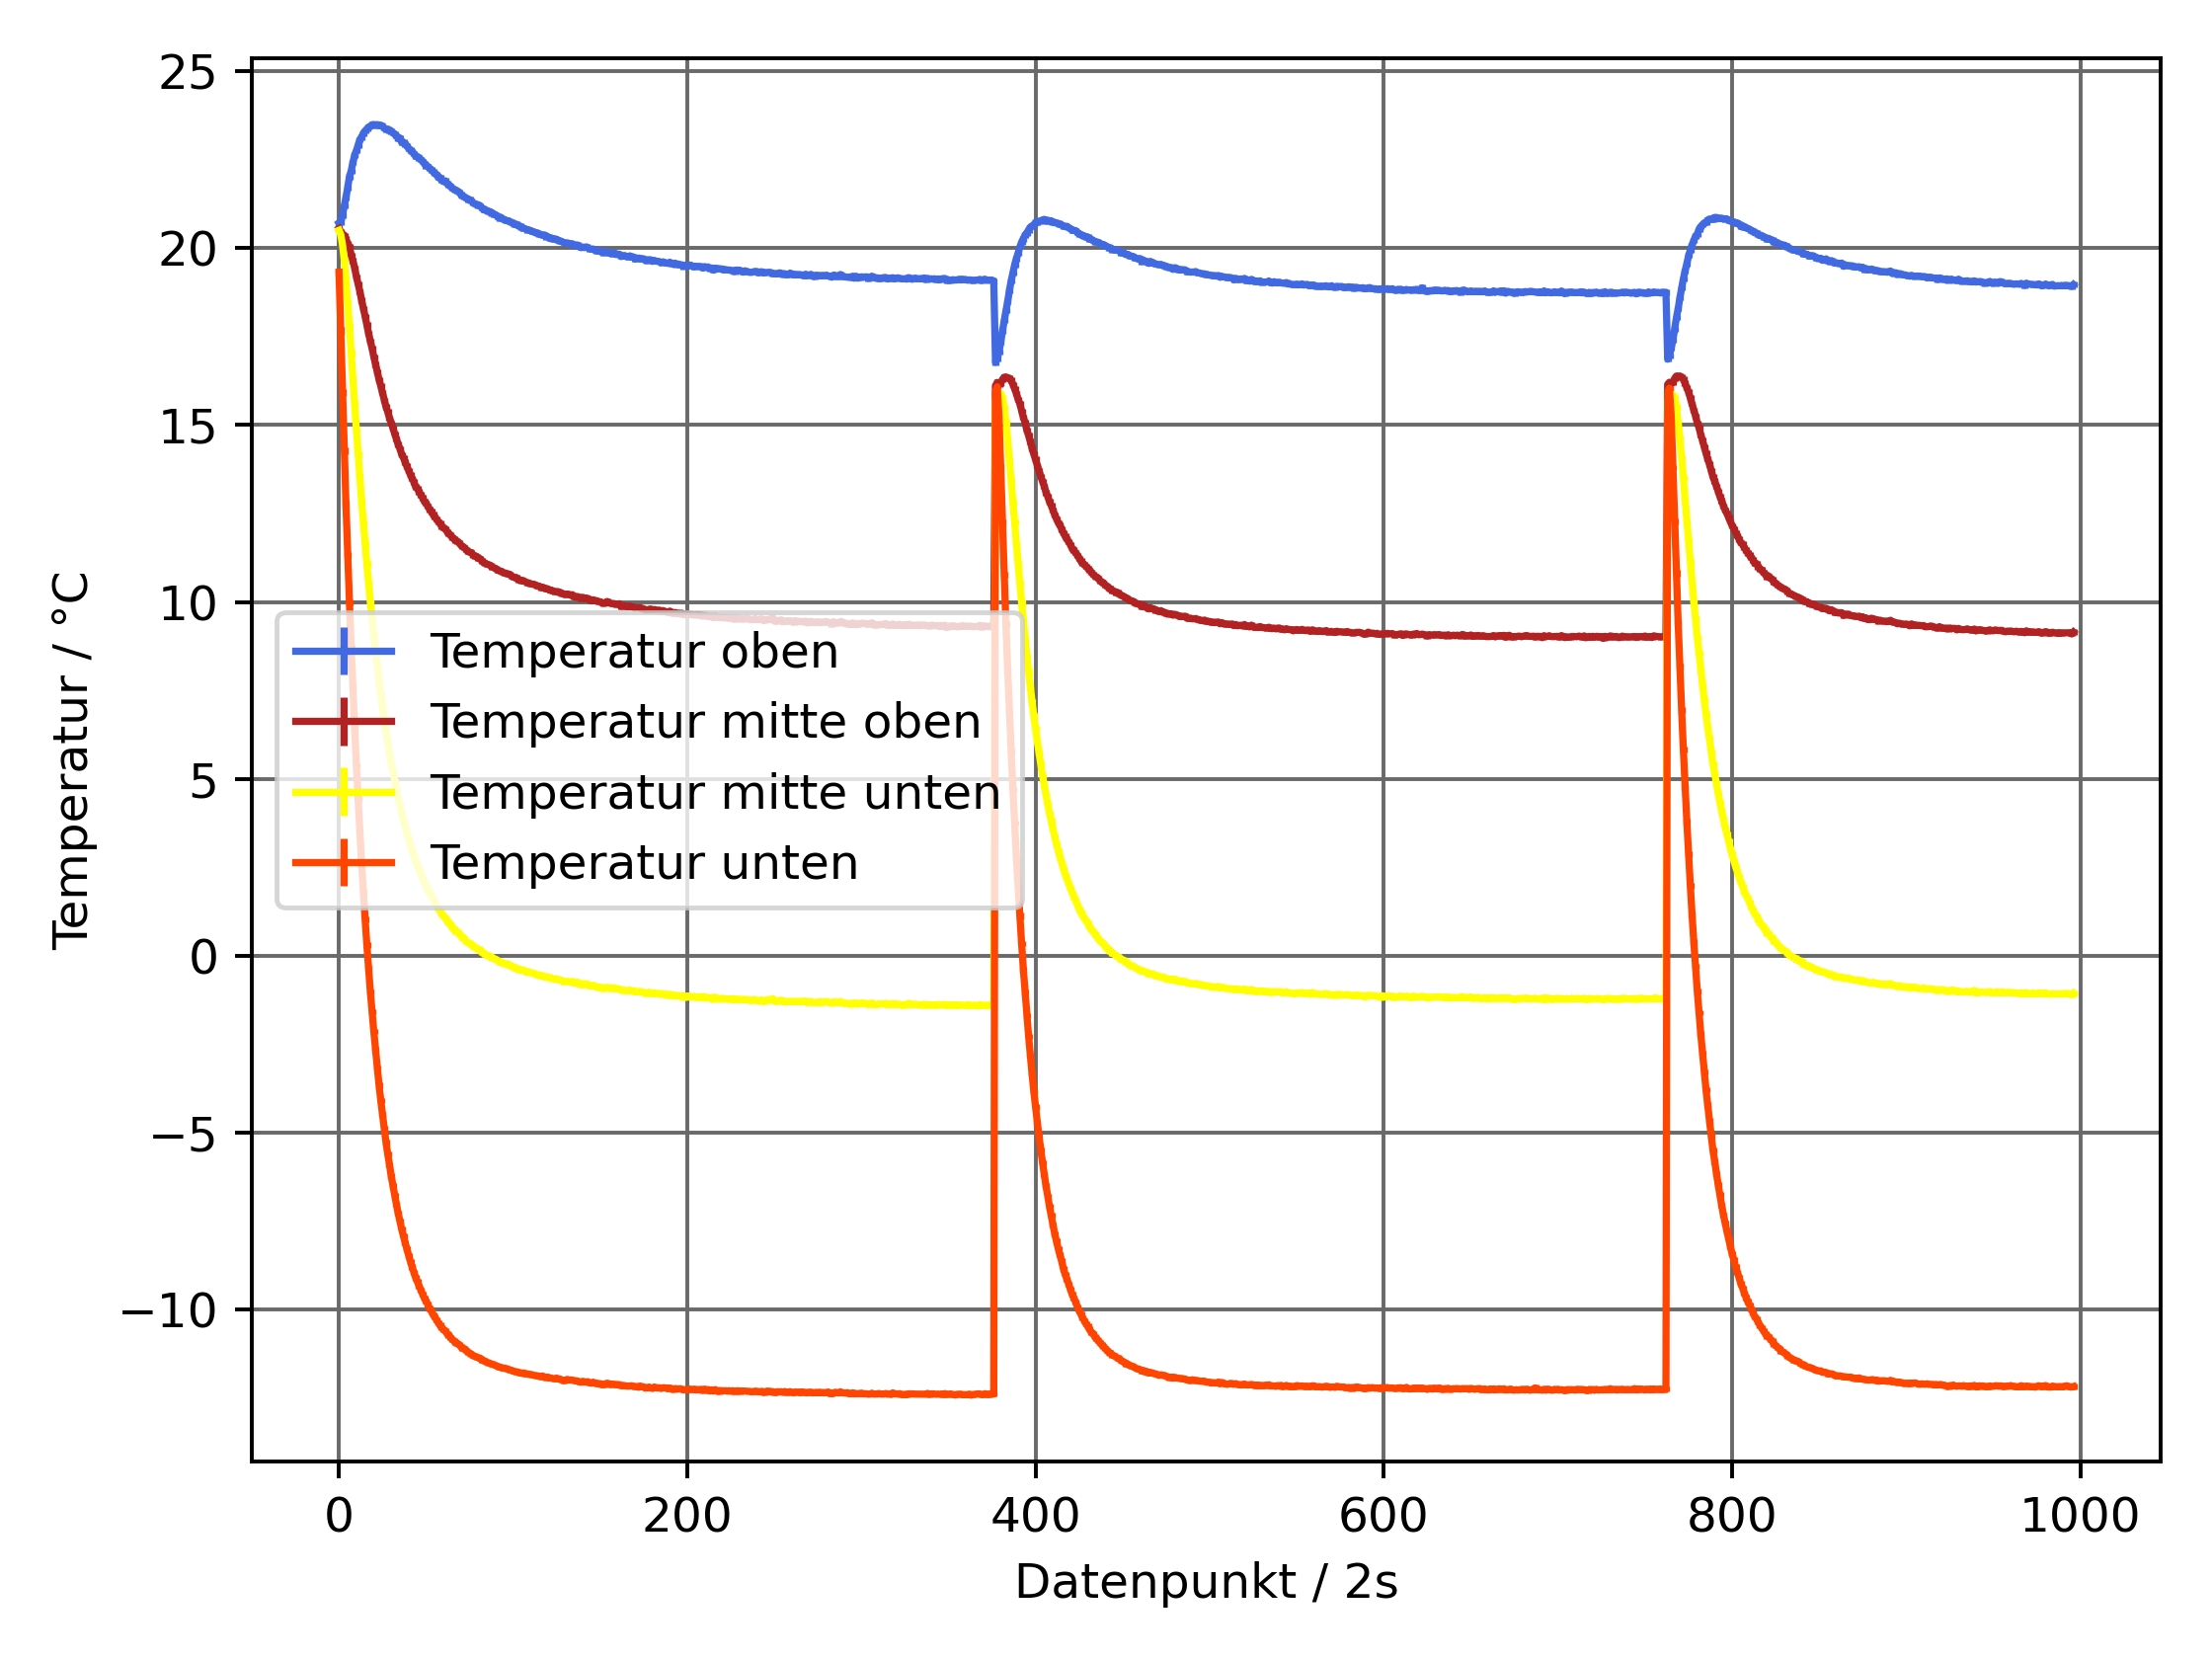 25
20
15
10
5
0
−5
−10
Temperatur / °C
Temperatur oben
Temperatur mitte oben
Temperatur mitte unten
Temperatur unten
0 200 400 600 800 1000
Datenpunkt / 2s